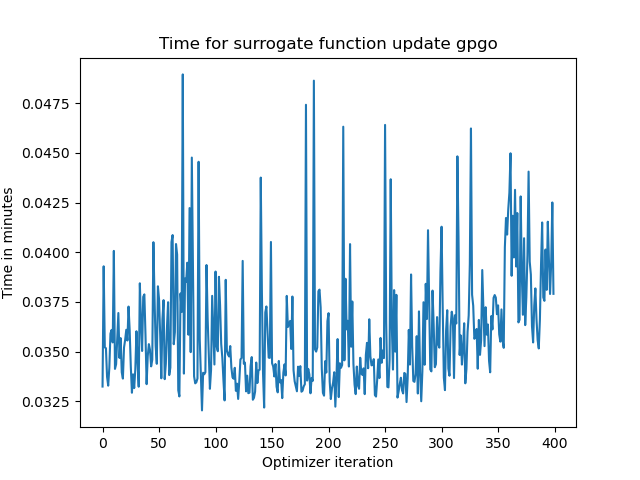 Time for surrogate function update gpgo
Time in minutes
0.0475
0.0450
0.0425
0.0400
0.0375
0.0350
0.0325
0 50 100 150 200 250 300 350 400
Optimizer iteration